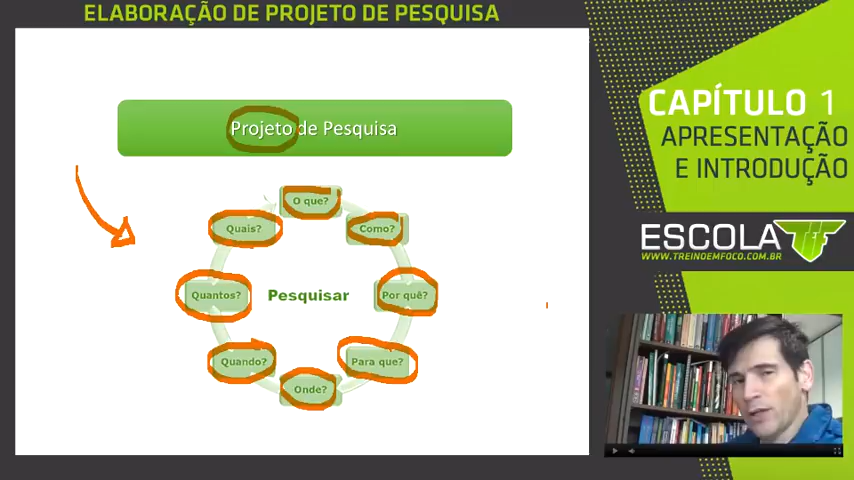 ELABORAÇÃO DE PROJETO DE PESQUISA
Projeto de Pesquisa
O que?
Como?
Por quê?
Para que?
Onde?
Quando?
Quantos?
Quais?
Pesquisar
CAPÍTULO 1
APRESENTAÇÃO
E INTRODUÇÃO
ESCOLA TIF
WWW.TREINOEMFOCO.COM.BR